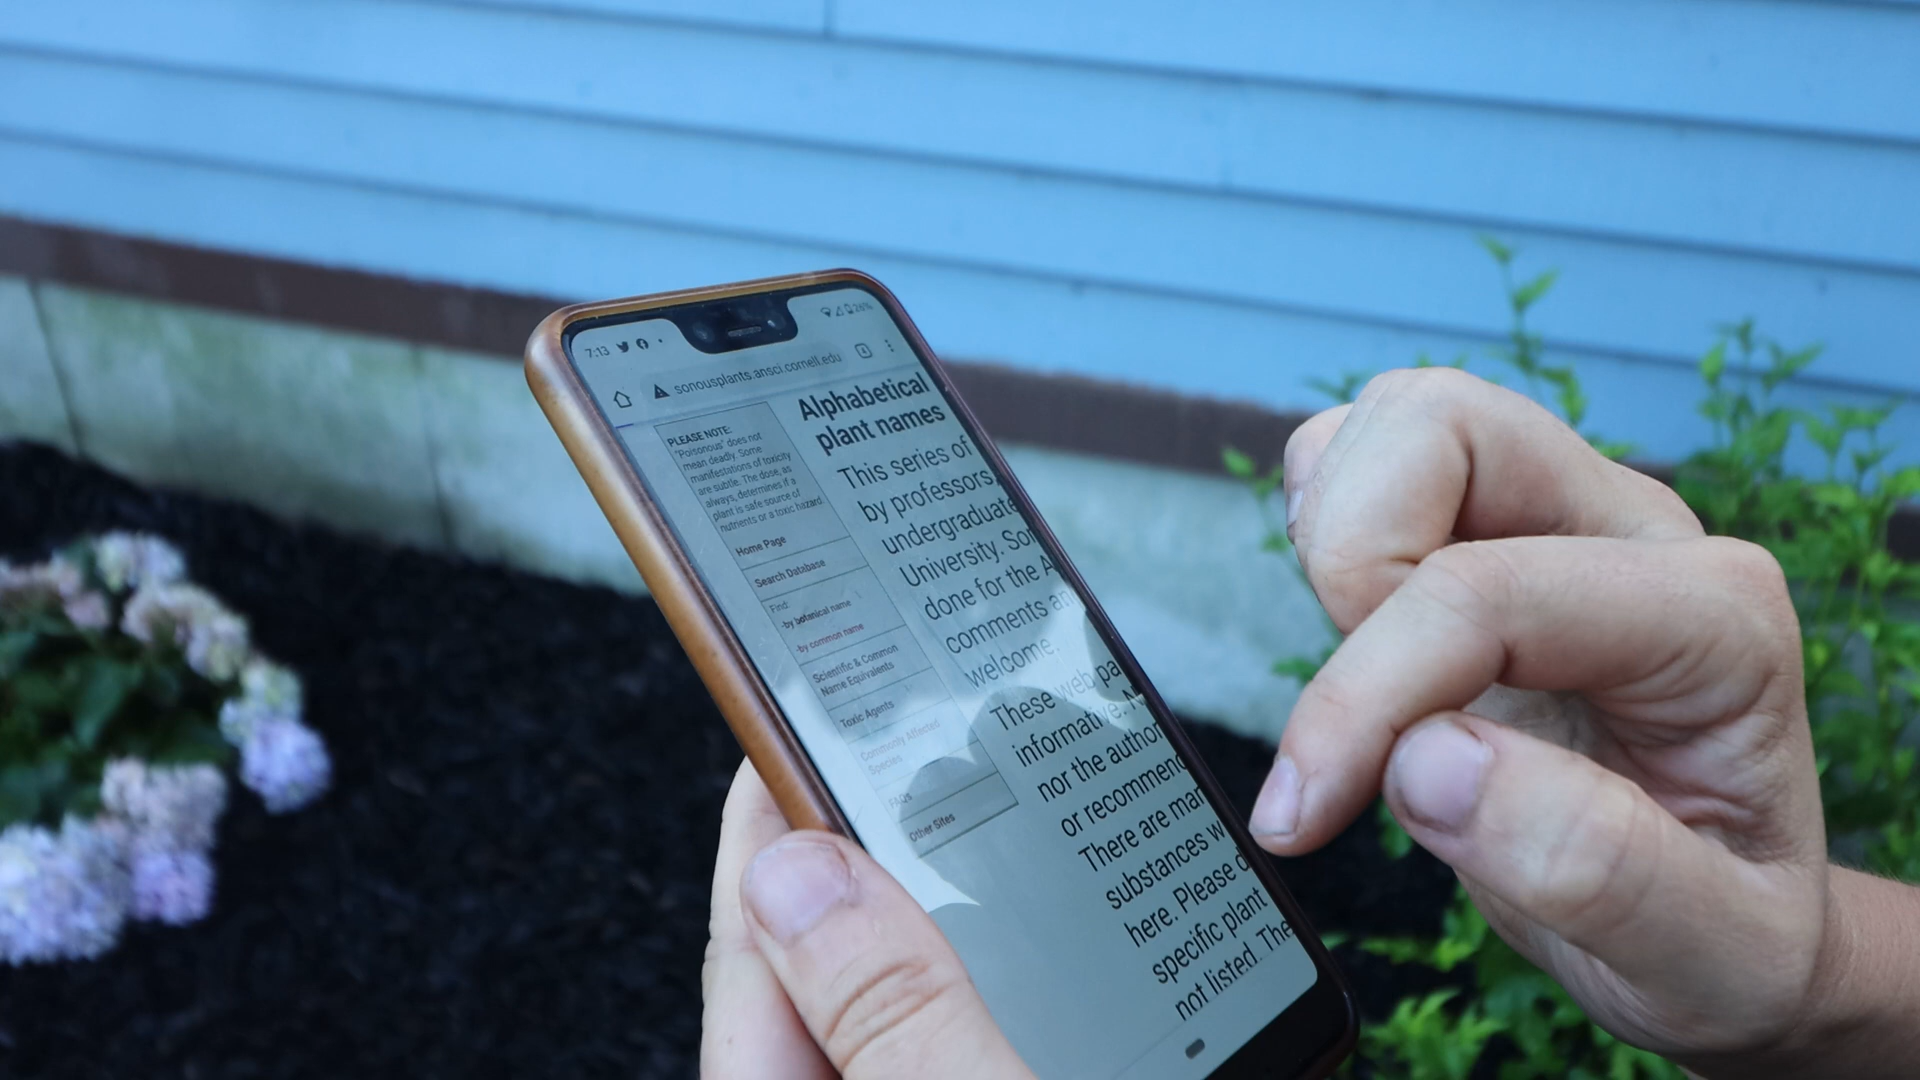 7:13
26%
sonousplants.ansci.cornell.edu
PLEASE NOTE:
"Poisonous" does not
mean deadly. Some
manifestations of toxicity
are subtle. The dose, as
always, determines if a
plant is safe source of
nutrients or a toxic hazard.
Home Page
Search Database
Find:
-by botanical name
-by common name
Scientific & Common
Name Equivalents
Toxic Agents
Commonly Affected
Species
FAQs
Other Sites
Alphabetical
plant names
This series of
by professors,
undergraduate
University. So
done for the A
comments an
welcome.
These web pa
informative. N
nor the author
or recommend
There are man
substances w
here. Please
specific plant
not listed. The